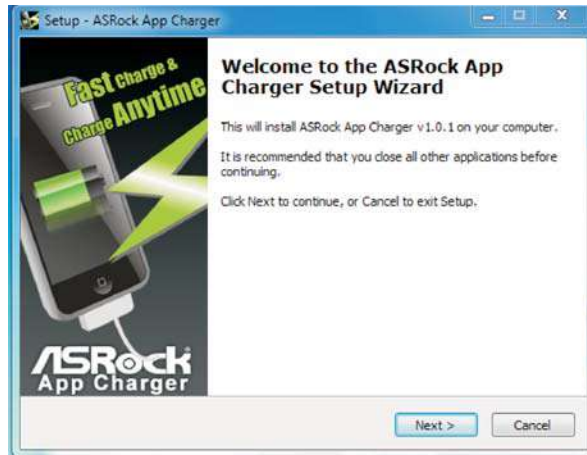 Setup - ASRock App Charger
Fast Charge &
Charge Anytime
ASRock
App Charger
Welcome to the ASRock App
Charger Setup Wizard
This will install ASRock App Charger v1.0.1 on your computer.
It is recommended that you close all other applications before
continuing.
Click Next to continue, or Cancel to exit Setup.
Next >
Cancel